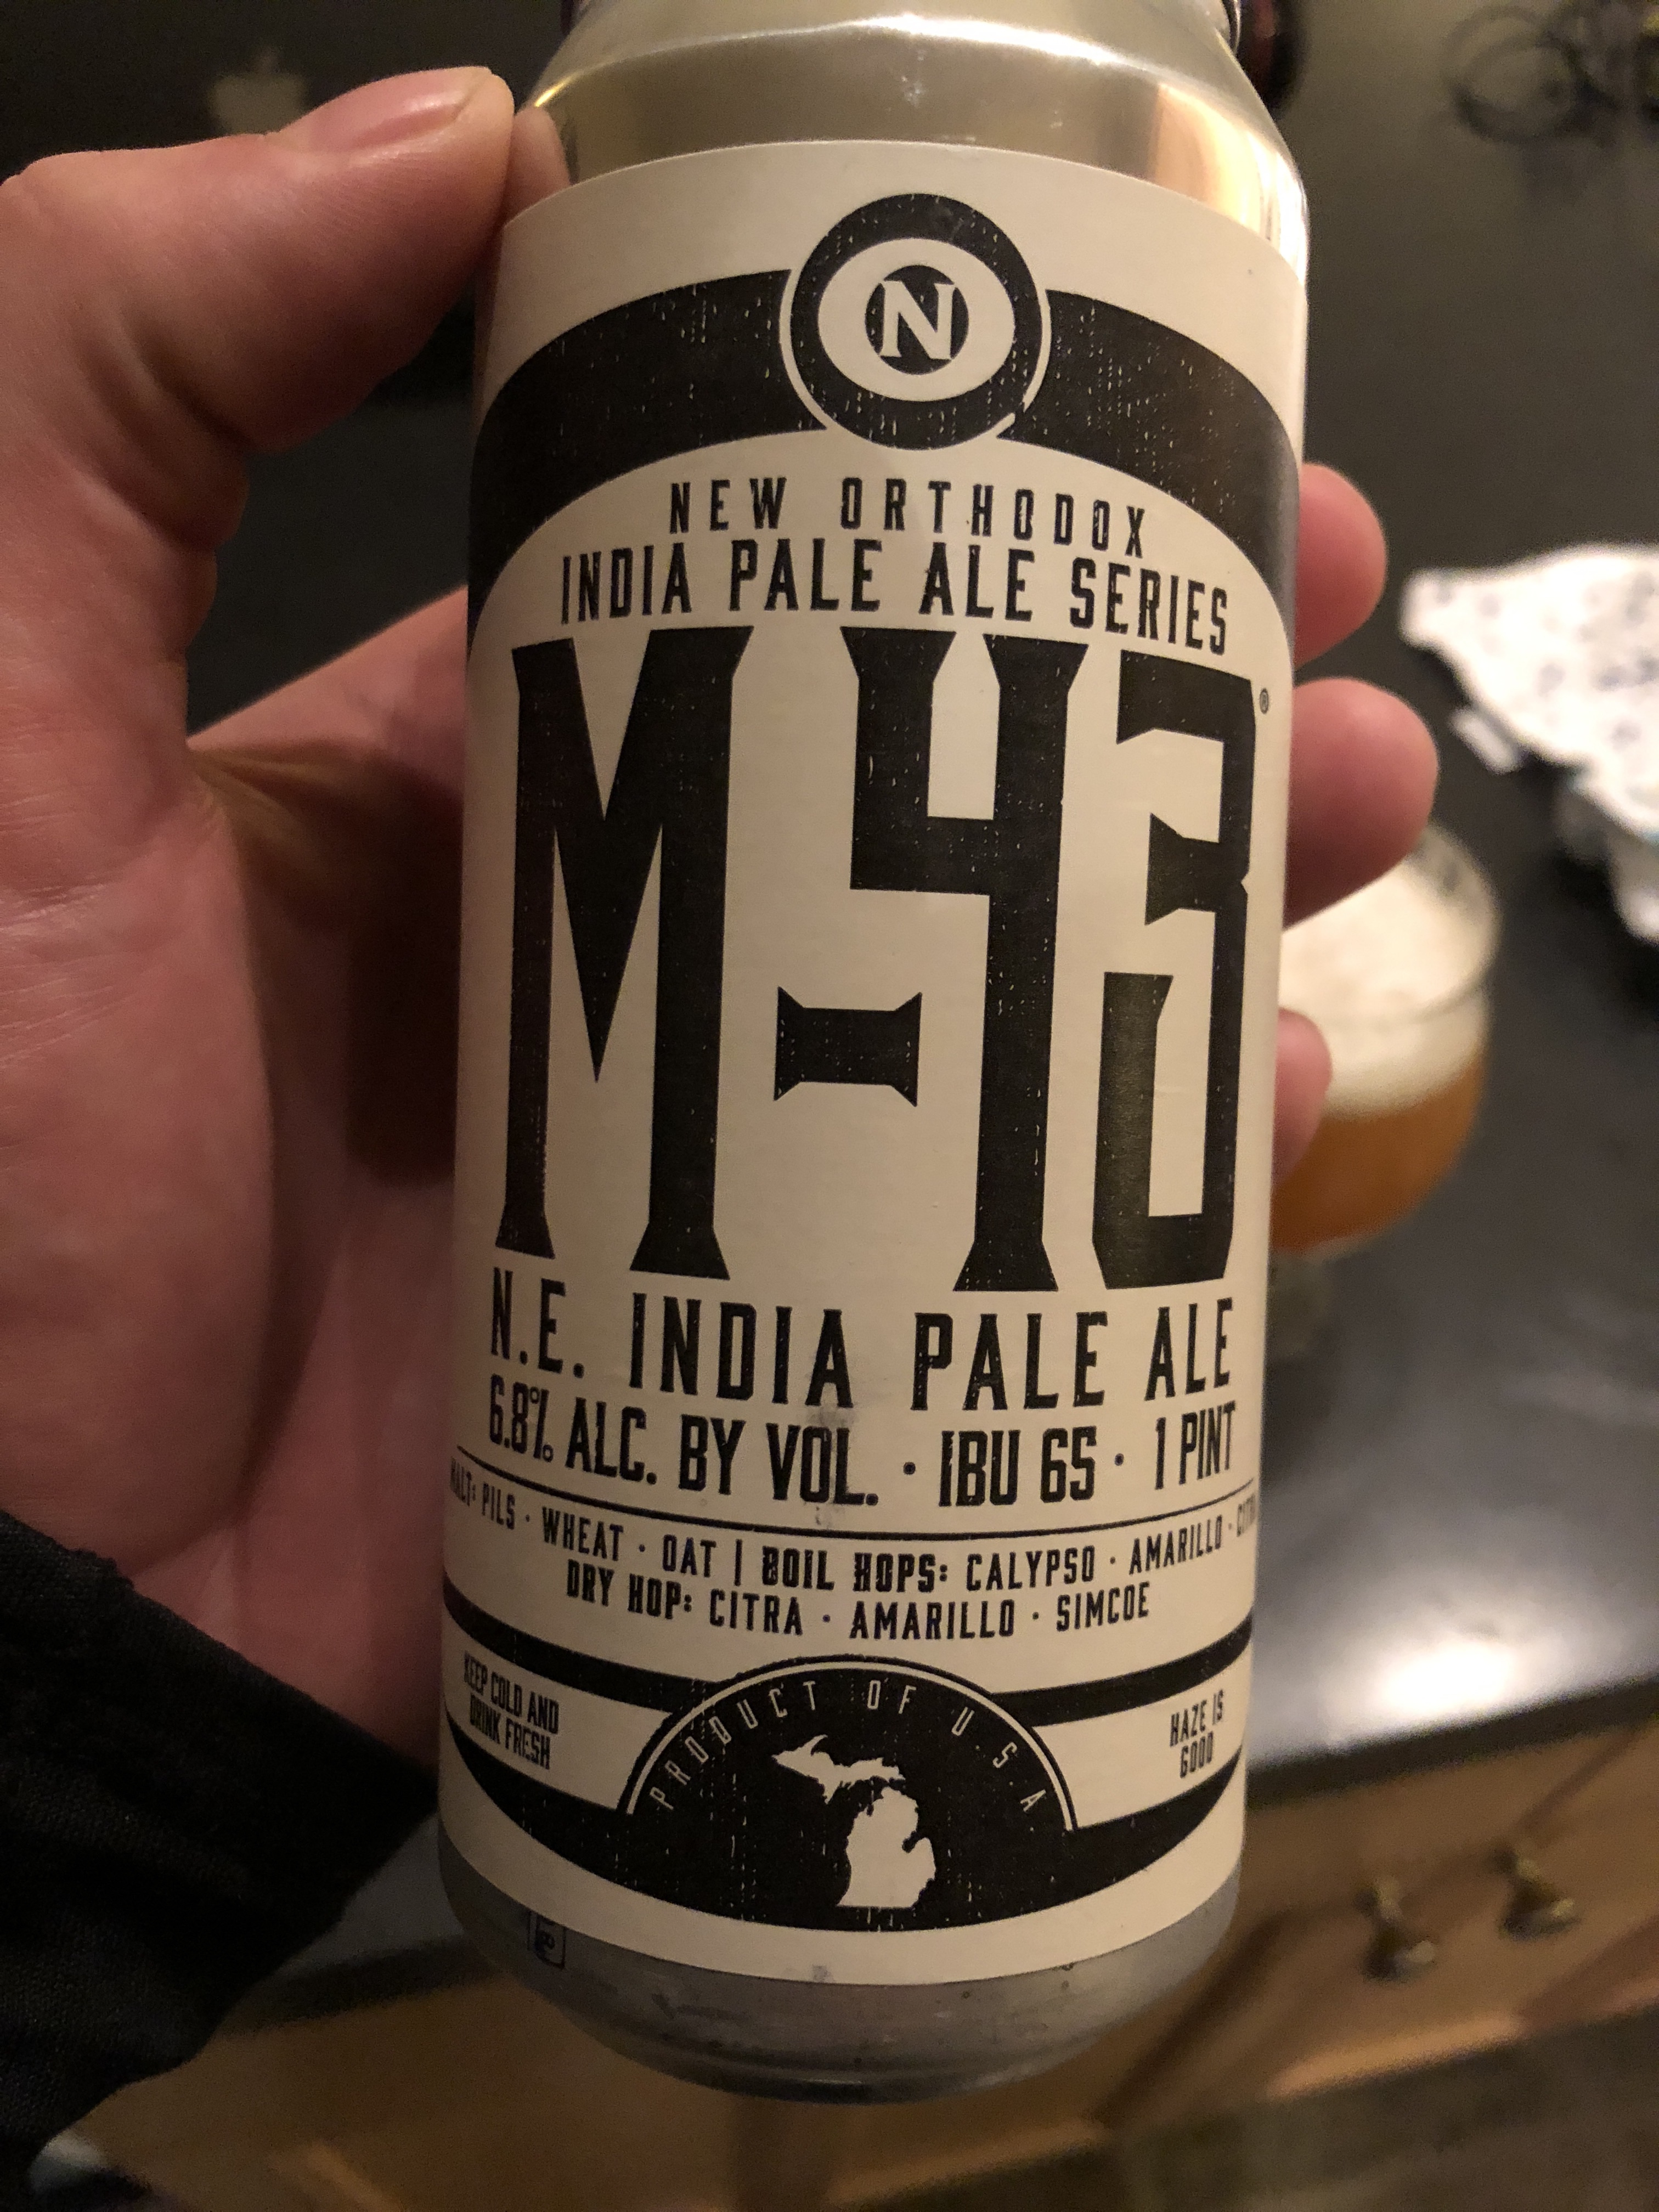 N
NEW ORTHODOX
INDIA PALE ALE SERIES
M-43®
N.E. INDIA PALE ALE
6.8% ALC. BY VOL. · IBU 65 · 1 PINT
MALT: PILS · WHEAT · OAT | BOIL HOPS: CALYPSO · AMARILLO ·
DRY HOP: CITRA · AMARILLO · SIMCOE
KEEP COLD AND
DRINK FRESH
PRODUCT OF U.S.A
HAZE IS
GOOD